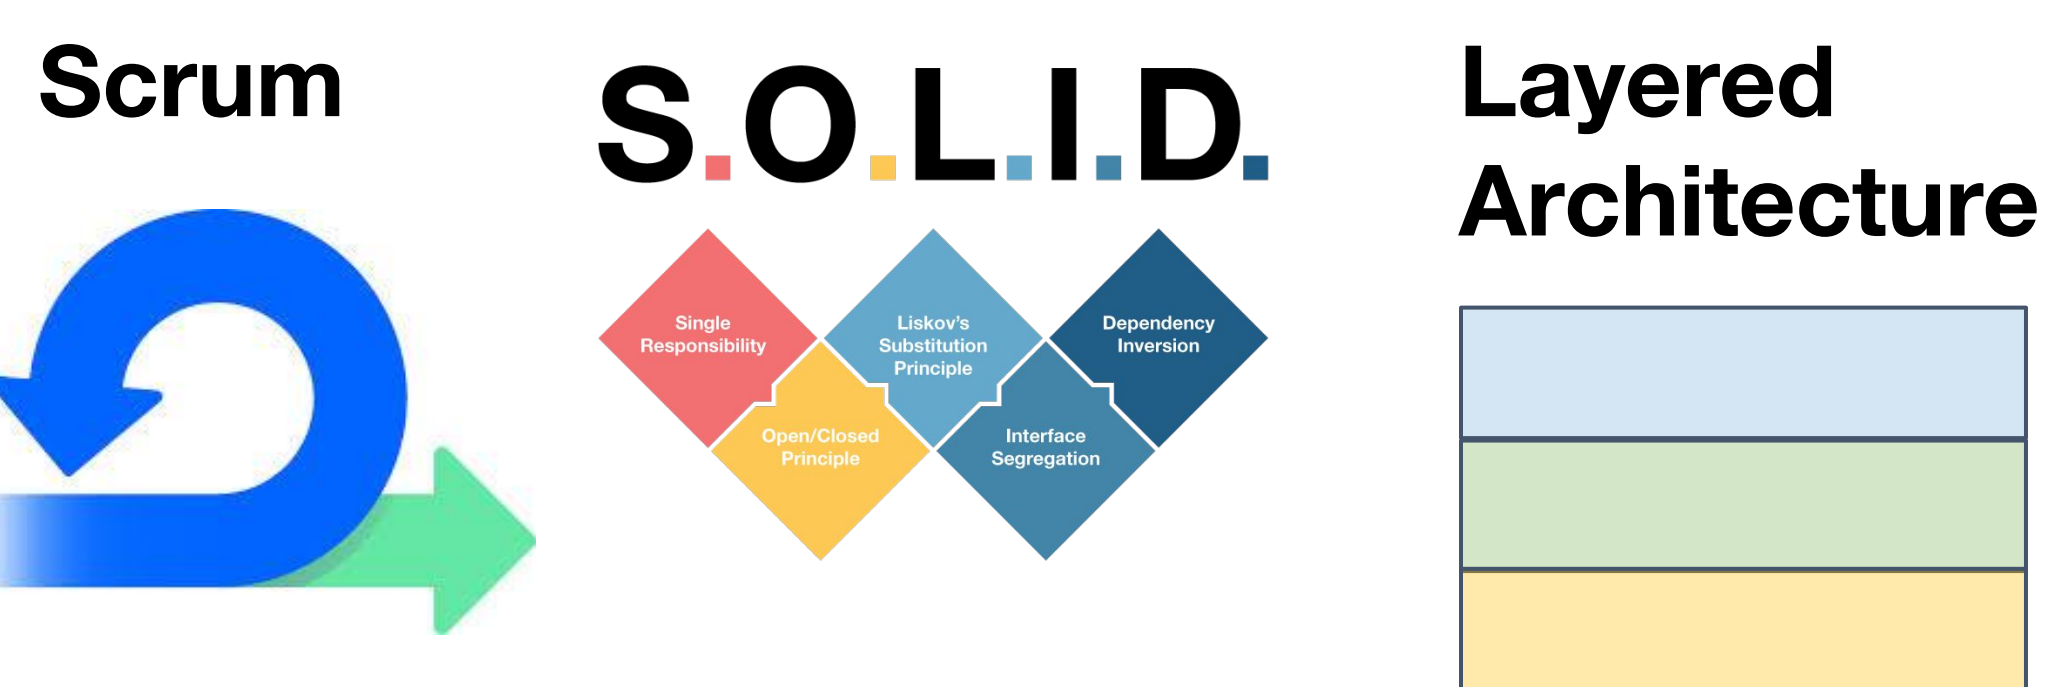 Scrum
S.O.L.I.D.
Single
Responsibility
Open/Closed
Principle
Liskov’s
Substitution
Principle
Interface
Segregation
Dependency
Inversion
Layered
Architecture